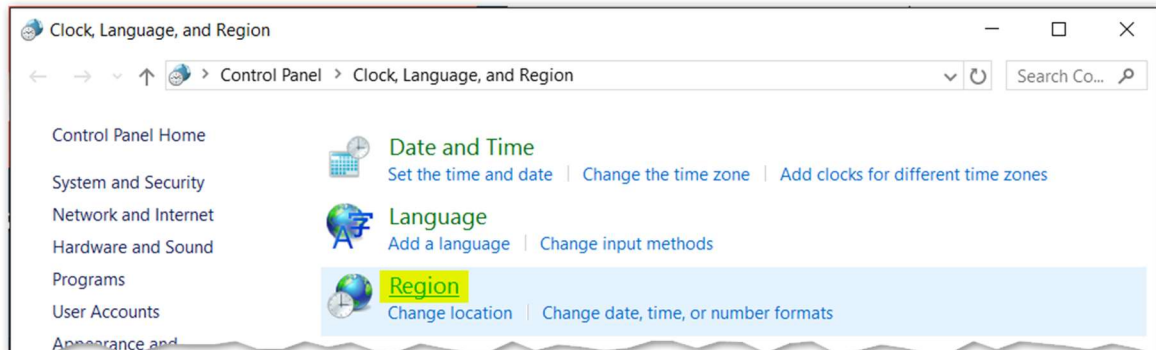 Clock, Language, and Region
Control Panel > Clock, Language, and Region
Search Co...
Control Panel Home
System and Security
Network and Internet
Hardware and Sound
Programs
User Accounts
Appearance and
Date and Time
Set the time and date | Change the time zone | Add clocks for different time zones
Language
Add a language | Change input methods
Region
Change location | Change date, time, or number formats